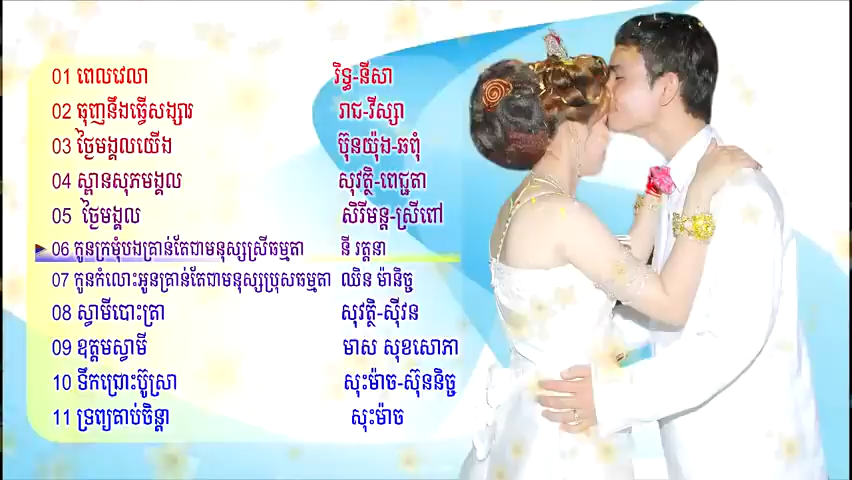 01 ពេលវេលា រិទ្ធ-នីសា
02 ធុញនឹងធ្វើសង្សារ រាជ-វីស្សា
03 ថ្ងៃមង្គលយើង ប៊ុនយ៉ុង-ឆពុំ
04 ស្ពានសុភមង្គល សុវត្ថិ-ពេជ្ជតា
05 ថ្ងៃមង្គល សិរីមន្ត-ស្រីពៅ
06 កូនក្រមុំបងគ្រាន់តែជាមនុស្សស្រីធម្មតា នី រត្តនា
07 កូនកំលោះអូនគ្រាន់តែជាមនុស្សប្រុសធម្មតា ឈិន ម៉ានិច្ច
08 ស្វាមីបោះត្រា សុវត្ថិ-ស៊ីវន
09 ឧត្តមស្វាមី មាស សុខសោភា
10 ទឹកព្រោះប៊ូស្រា សុះម៉ាច-ស៊ុននិច្ច
11 ទ្រព្យគាប់ចិន្តា សុះម៉ាច